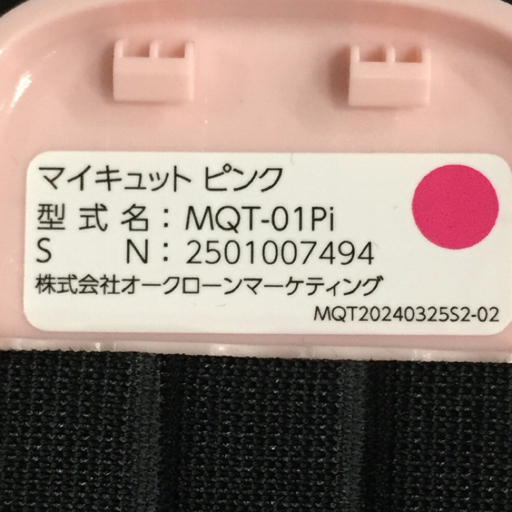 マイキュット ピンク
型式名：MQT-01Pi
S N：2501007494
株式会社オークローンマーケティング
MQT20240325S2-02